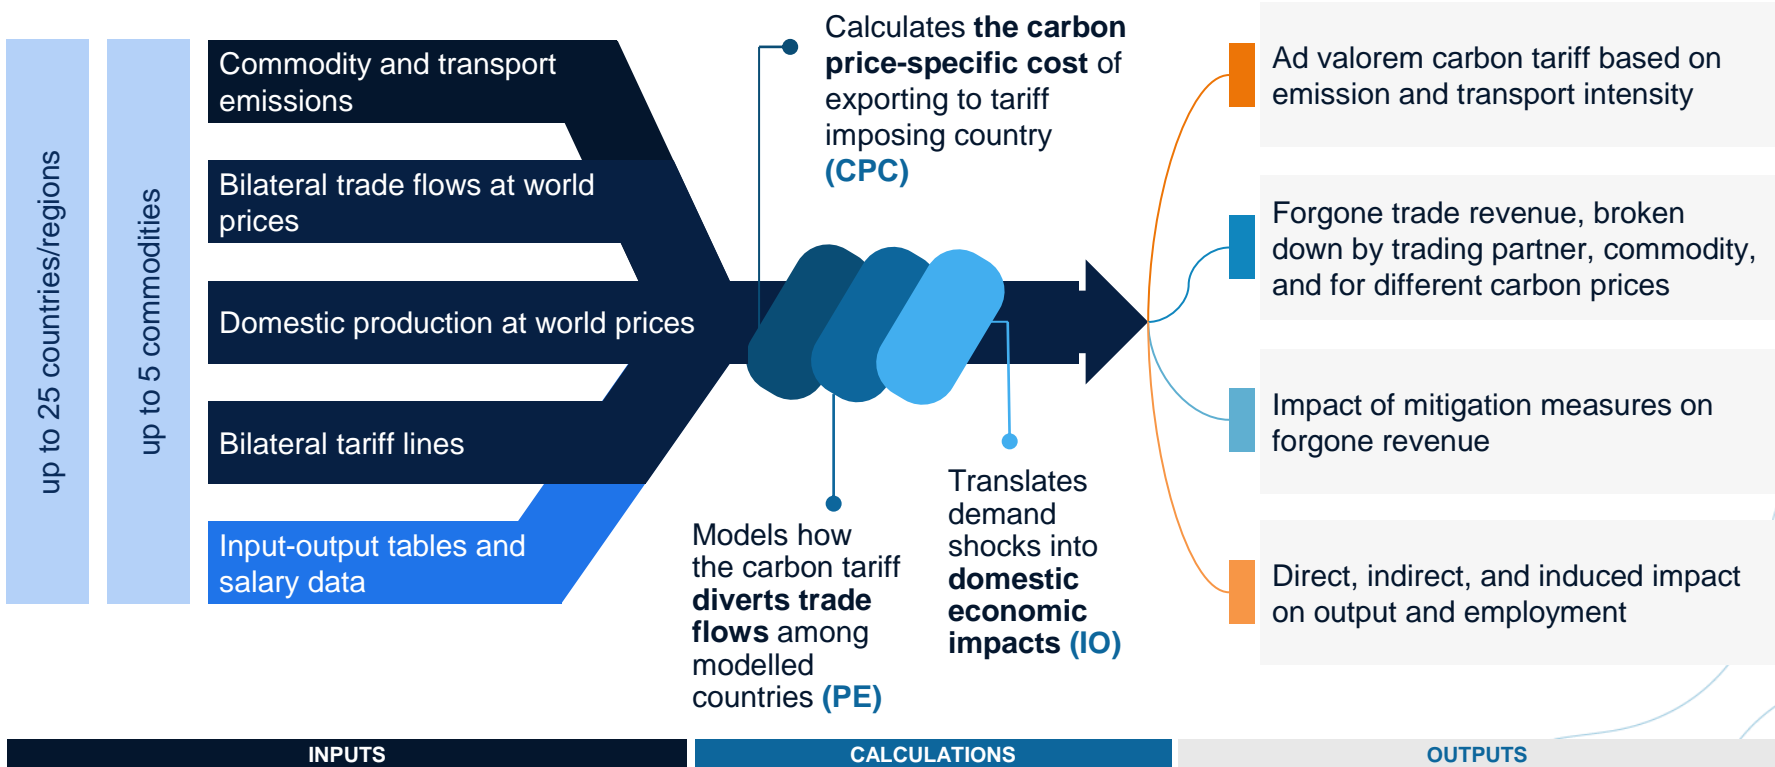 up to 25 countries/regions
up to 5 commodities
Commodity and transport
emissions
Bilateral trade flows at world
prices
Domestic production at world prices
Bilateral tariff lines
Input-output tables and
salary data
Calculates the carbon
price-specific cost of
exporting to tariff
imposing country
(CPC)
Models how
the carbon tariff
diverts trade
flows among
modelled
countries (PE)
Translates
demand
shocks into
domestic
economic
impacts (IO)
Ad valorem carbon tariff based on
emission and transport intensity
Forgone trade revenue, broken
down by trading partner, commodity,
and for different carbon prices
Impact of mitigation measures on
forgone revenue
Direct, indirect, and induced impact
on output and employment
INPUTS
CALCULATIONS
OUTPUTS